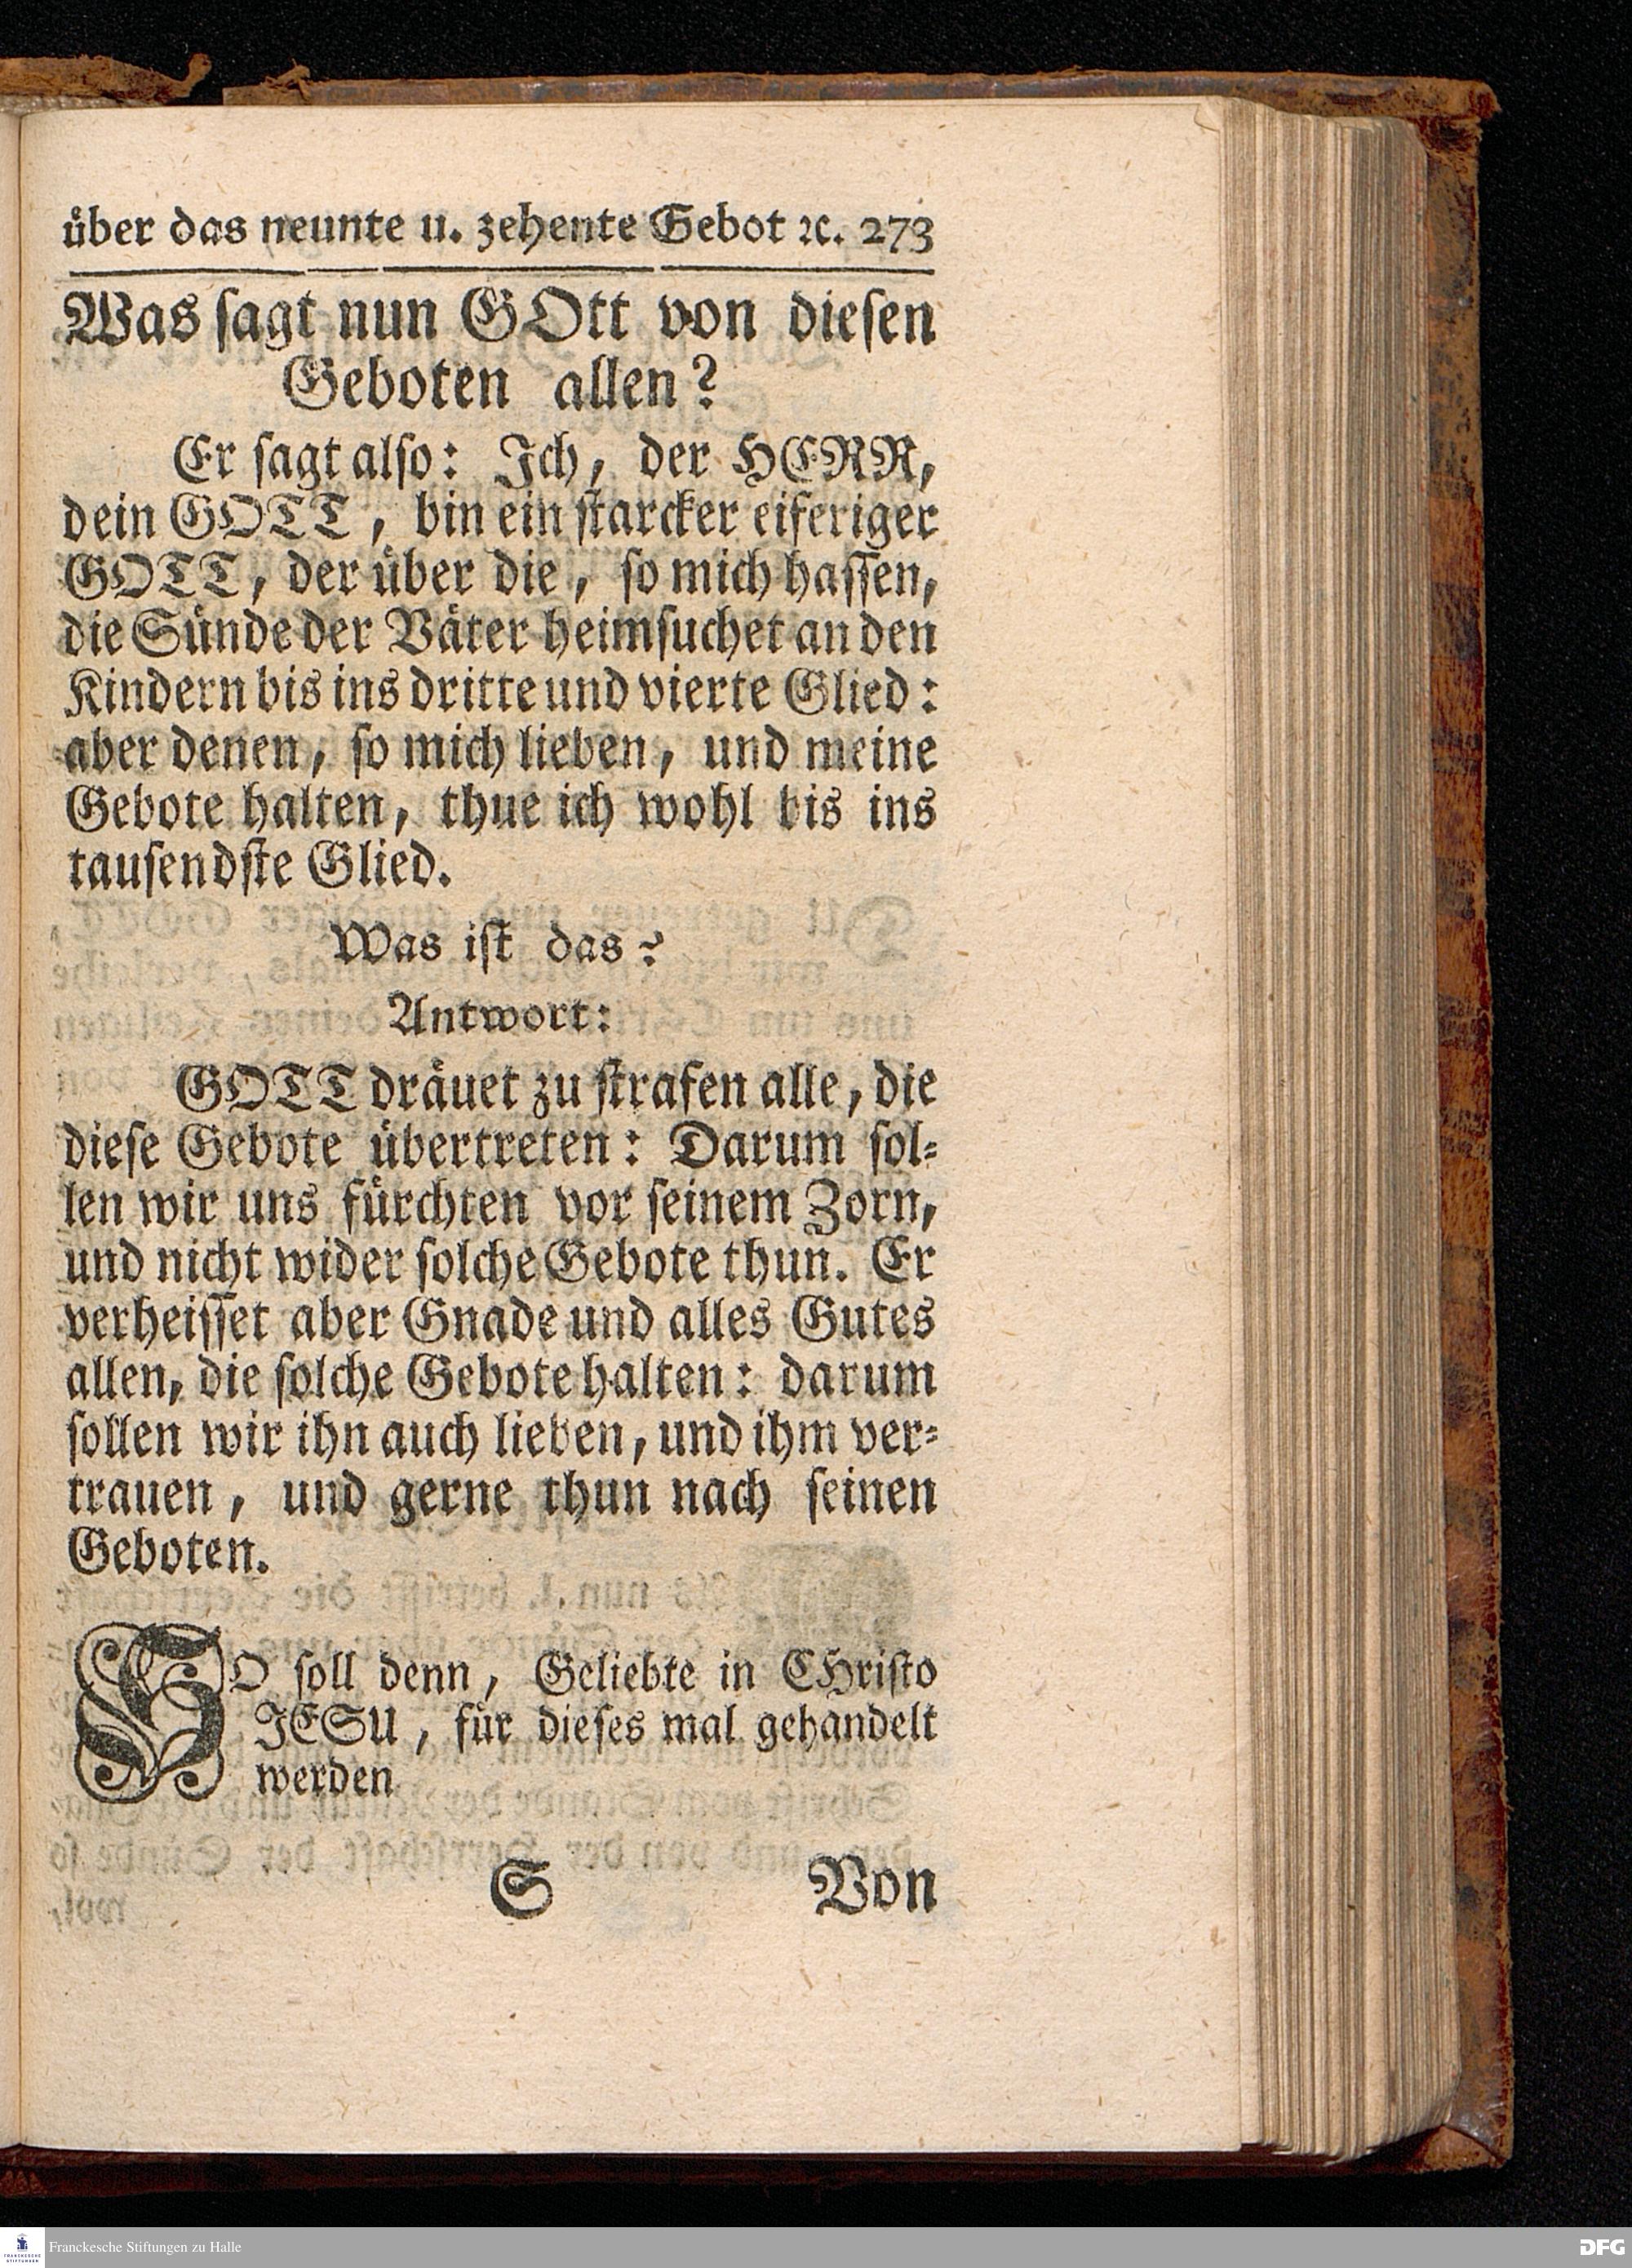 über das neunte u. zehente Gebot ꝛc. 273
Was ſagt nun GOtt von dieſen
Geboten allen?
Er ſagt alſo: Ich, der HERR,
dein GOTT, bin ein ſtarcker eiferiger
GOTT, der über die, ſo mich haſſen,
die Sünde der Väter heimſuchet an den
Kindern bis ins dritte und vierte Glied:
aber denen, ſo mich lieben, und meine
Gebote halten, thue ich wohl bis ins
tauſendſte Glied.
Was iſt das?
Antwort:
GOTT dräuet zu ſtrafen alle, die
dieſe Gebote übertreten: Darum ſol⸗
len wir uns fürchten vor ſeinem Zorn,
und nicht wider ſolche Gebote thun. Er
verheiſſet aber Gnade und alles Gutes
allen, die ſolche Gebote halten: darum
ſollen wir ihn auch lieben, und ihm ver⸗
trauen, und gerne thun nach ſeinen
Geboten.
SO ſoll denn, Geliebte in CHriſto
JESU, für dieſes mal gehandelt
werden
S Von
FRANCKESCHE STIFTUNGEN
Franckesche Stiftungen zu Halle
DFG